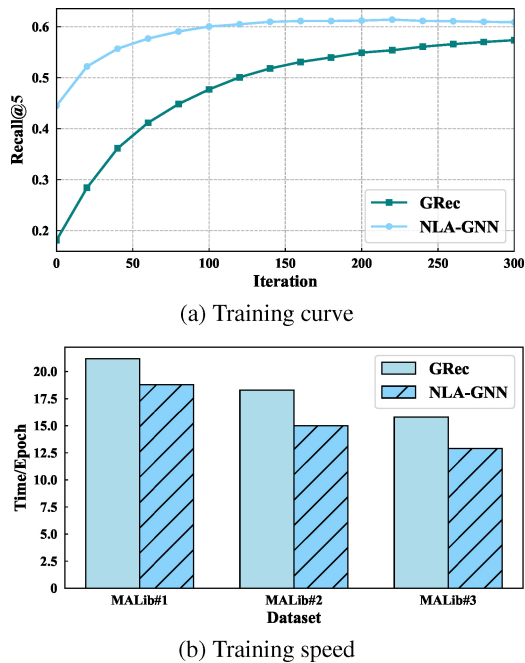 0.6
0.5
0.4
0.3
0.2
Recall@5
GRec
NLA-GNN
0 50 100 150 200 250 300
Iteration
(a) Training curve
20.0
17.5
15.0
12.5
10.0
7.5
5.0
2.5
0
Time/Epoch
GRec
NLA-GNN
MALib#1 MALib#2 MALib#3
Dataset
(b) Training speed